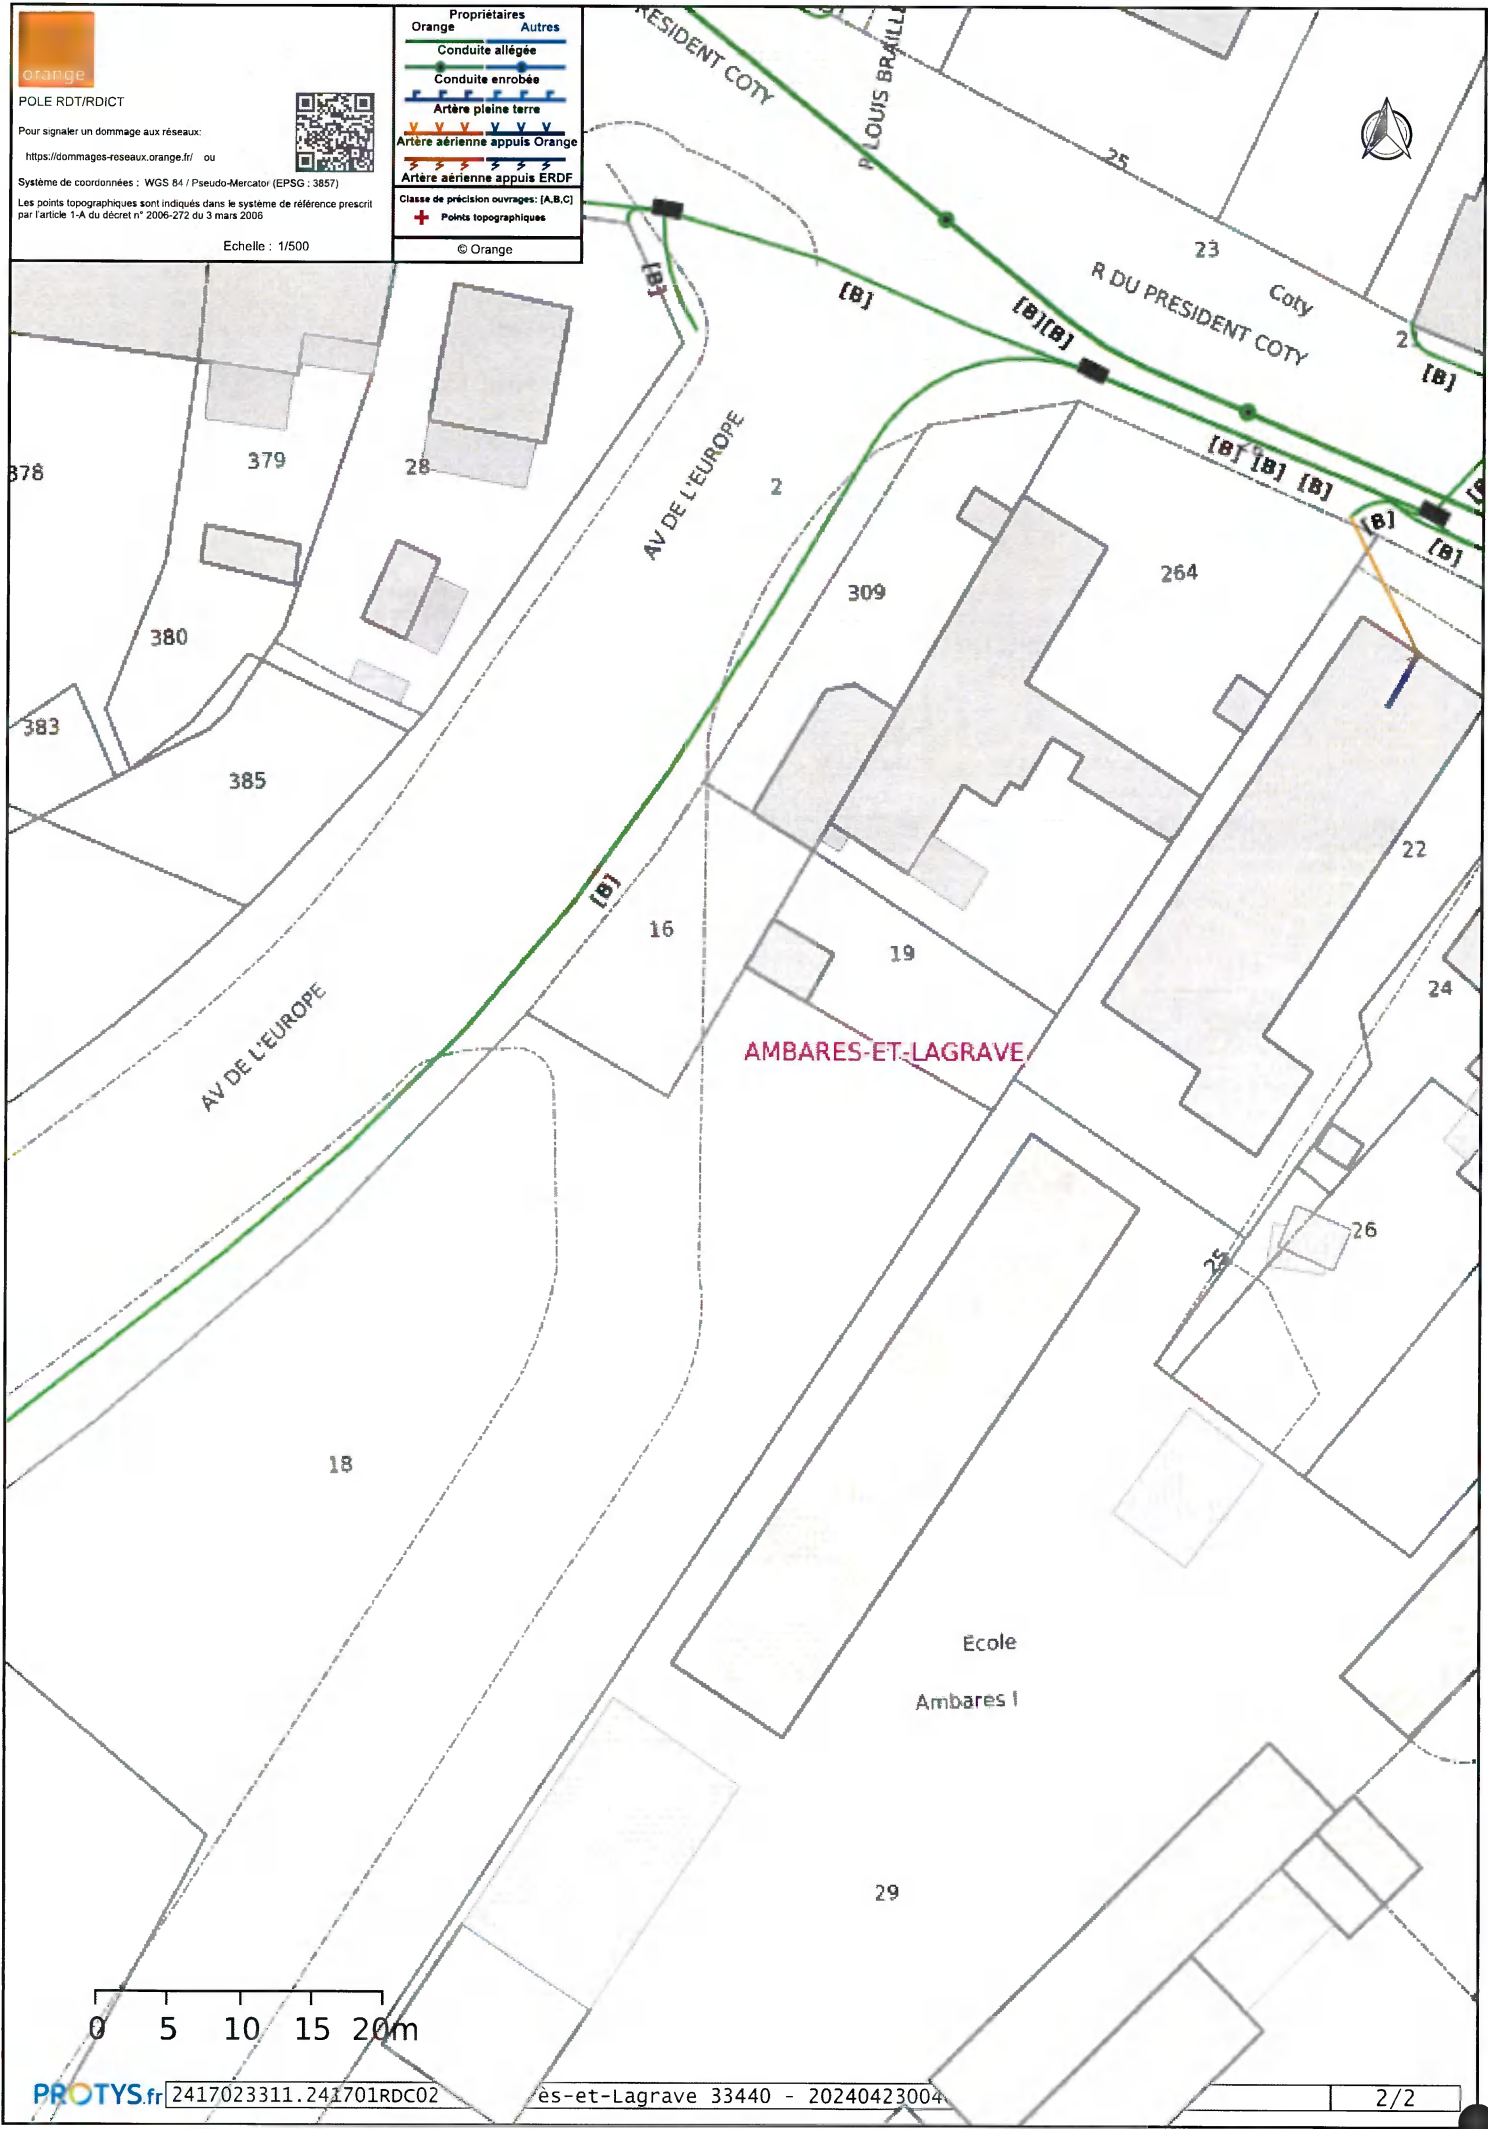 orange
POLE RDT/RDICT
Pour signaler un dommage aux réseaux:
https://dommages-reseaux.orange.fr/ ou
Système de coordonnées : WGS 84 / Pseudo-Mercator (EPSG : 3857)
Les points topographiques sont indiqués dans le système de référence prescrit
par l'article 1-A du décret n° 2006-272 du 3 mars 2006
Echelle : 1/500
Propriétaires
Orange Autres
Conduite allégée
Conduite enrobée
Artère pleine terre
Artère aérienne appuis Orange
Artère aérienne appuis ERDF
Classe de précision ouvrages: [A,B,C]
Points topographiques
© Orange
RESIDENT COTY
R LOUIS BRAILL
25
23
R DU PRESIDENT COTY
Coty
[B]
[B]
[B][B]
[B]
[B] [B] [B]
[B]
[B]
378
379
28
AV DE L'EUROPE
2
309
264
380
383
385
22
[B]
16
19
24
AV DE L'EUROPE
AMBARES-ET-LAGRAVE
26
25
18
Ecole
Ambares I
29
0 5 10 15 20m
PROTYS.fr
2417023311.241701RDC02
ès-et-Lagrave 33440 - 20240423004
2/2